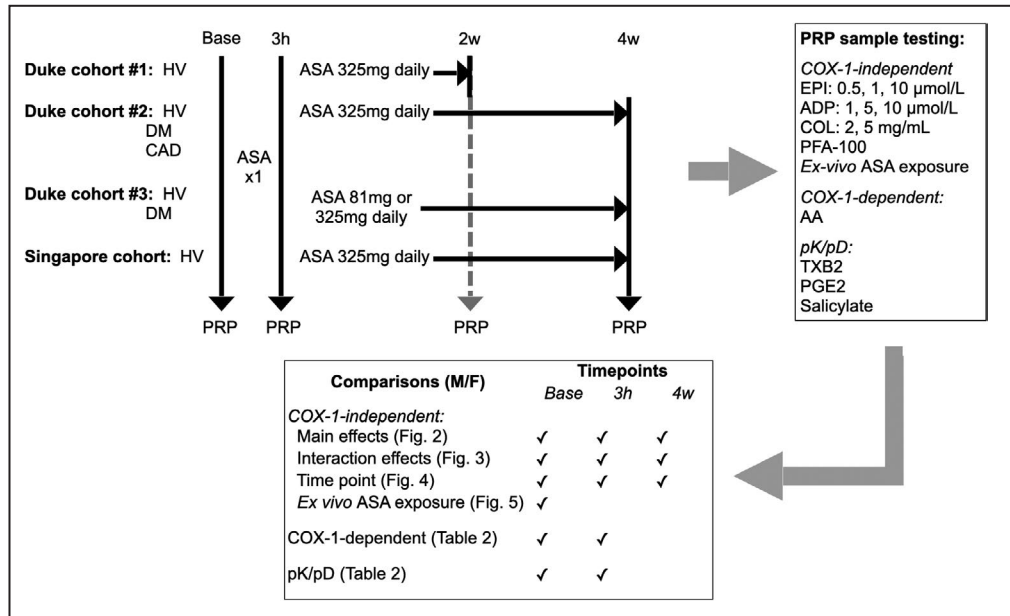 Base 3h 2w 4w
Duke cohort #1: HV ASA 325mg daily
Duke cohort #2: HV ASA 325mg daily
DM
CAD
ASA
x1
Duke cohort #3: HV ASA 81mg or
DM 325mg daily
Singapore cohort: HV ASA 325mg daily
PRP PRP PRP PRP
PRP sample testing:
COX-1-independent
EPI: 0.5, 1, 10 µmol/L
ADP: 1, 5, 10 µmol/L
COL: 2, 5 mg/mL
PFA-100
Ex-vivo ASA exposure
COX-1-dependent:
AA
pK/pD:
TXB2
PGE2
Salicylate
Timepoints
Comparisons (M/F) Base 3h 4w
COX-1-independent:
Main effects (Fig. 2) ✓ ✓ ✓
Interaction effects (Fig. 3) ✓ ✓ ✓
Time point (Fig. 4) ✓ ✓ ✓
Ex vivo ASA exposure (Fig. 5) ✓
COX-1-dependent (Table 2) ✓ ✓
pK/pD (Table 2) ✓ ✓